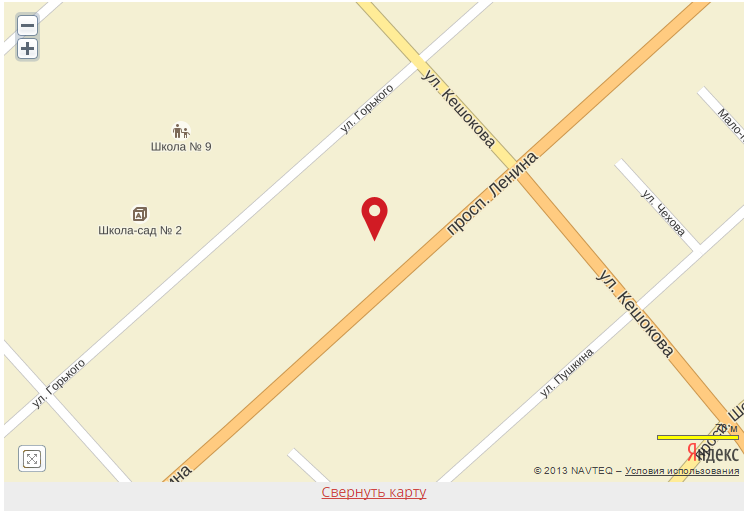 ул. Горького
ул. Кешокова
Школа № 9
Мало-
просп. Ленина
ул. Чехова
Школа-сад № 2
ул. Кешокова
ул. Пушкина
ул. Горького
70 м
Яндекс
© 2013 NAVTEQ – Условия использования
Свернуть карту